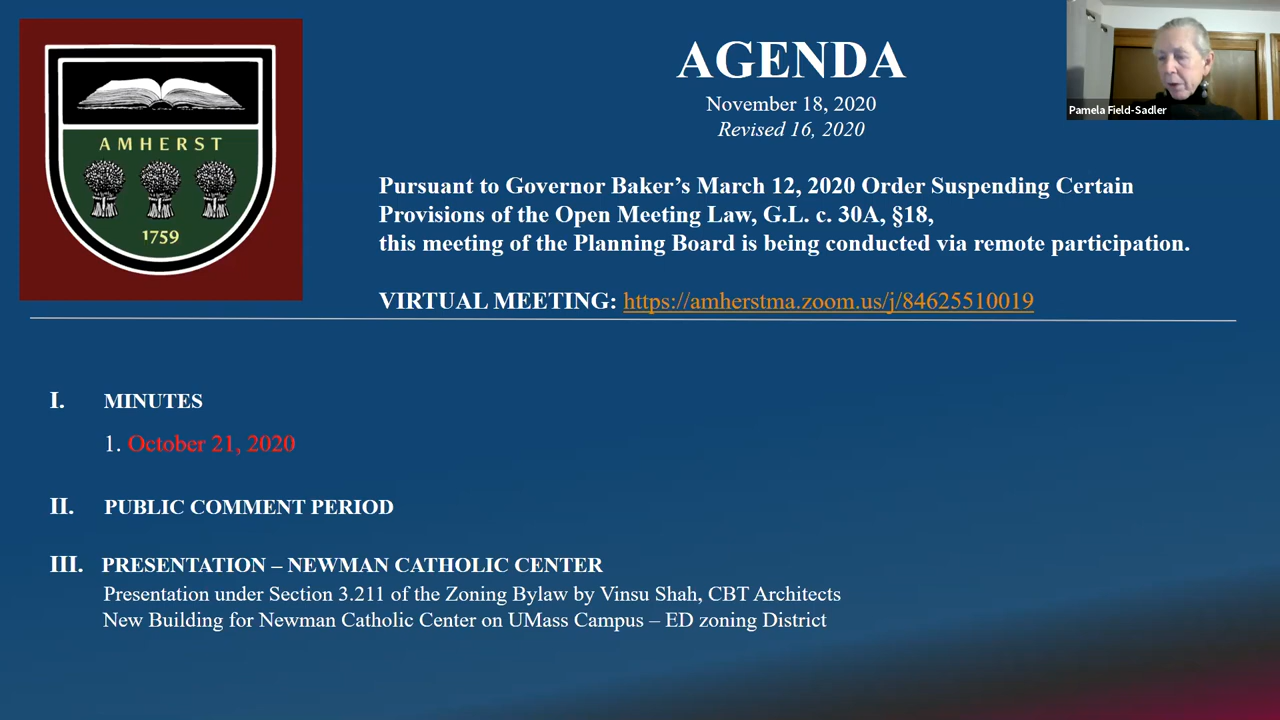 AMHERST
1759
AGENDA
November 18, 2020
Revised 16, 2020
Pamela Field-Sadler
Pursuant to Governor Baker’s March 12, 2020 Order Suspending Certain
Provisions of the Open Meeting Law, G.L. c. 30A, §18,
this meeting of the Planning Board is being conducted via remote participation.
VIRTUAL MEETING: https://amherstma.zoom.us/j/84625510019
I. MINUTES
1. October 21, 2020
II. PUBLIC COMMENT PERIOD
III. PRESENTATION – NEWMAN CATHOLIC CENTER
Presentation under Section 3.211 of the Zoning Bylaw by Vinsu Shah, CBT Architects
New Building for Newman Catholic Center on UMass Campus – ED zoning District